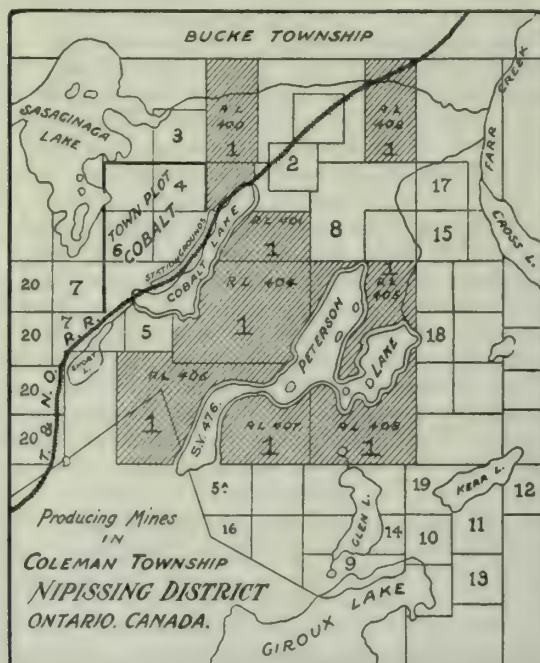 BUCKE TOWNSHIP
SASAGINAGA
LAKE
R L
400
1
R L
402
1
FARR
CREEK
3
2
TOWN PLOT
COBALT
4
6
17
CROSS L.
STATION GROUNDS
COBALT LAKE
R L 401
1
8
15
20
7
R L 404
1
1
R L
405
PETERSON
LAKE
20
7
5
SHORT
L.
18
20
R L 406
1
S.V. 476.
R L 407
1
R L 408
1
20
T. & N. O. R. R.
5A
19
KERR L.
12
16
GLEN L.
14
10
11
9
13
GIROUX LAKE
Producing Mines
IN
COLEMAN TOWNSHIP
NIPISSING DISTRICT
ONTARIO. CANADA.